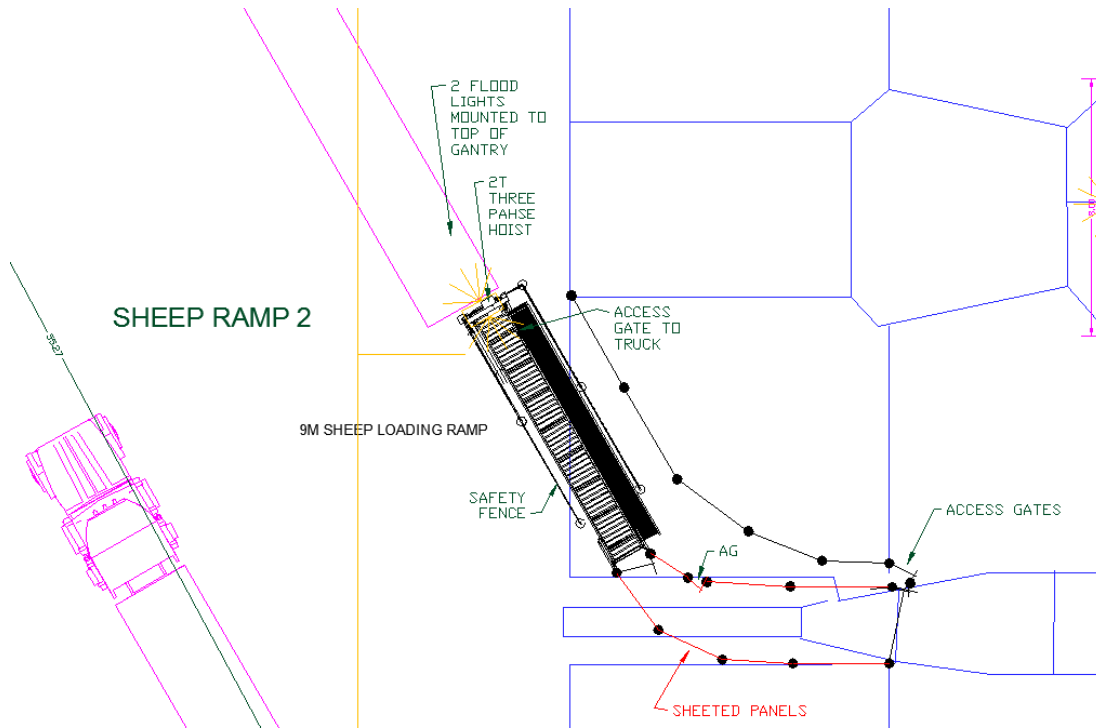 2 FLOOD
LIGHTS
MOUNTED TO
TOP OF
GANTRY
2T
THREE
PAHSE
HOIST
SHEEP RAMP 2
ACCESS
GATE TO
TRUCK
9M SHEEP LOADING RAMP
SAFETY
FENCE
ACCESS GATES
AG
SHEETED PANELS